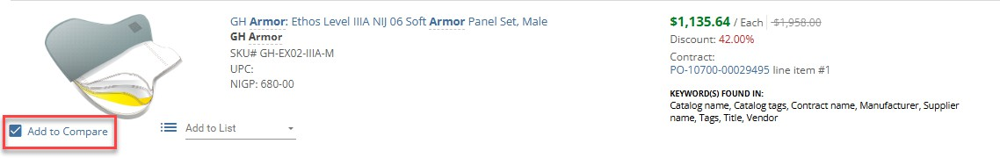 GH Armor: Ethos Level IIIA NIJ 06 Soft Armor Panel Set, Male
GH Armor
SKU# GH-EX02-IIIA-M
UPC:
NIGP: 680-00
Add to Compare
Add to List
$1,135.64 / Each $1,958.00
Discount: 42.00%
Contract:
PO-10700-00029495 line item #1
KEYWORD(S) FOUND IN:
Catalog name, Catalog tags, Contract name, Manufacturer, Supplier
name, Tags, Title, Vendor